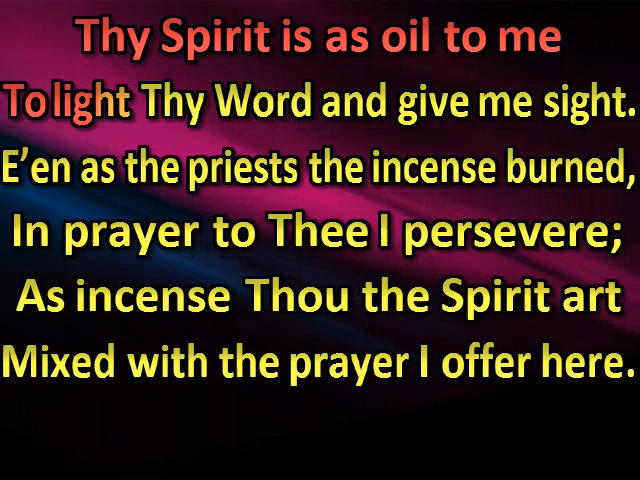 Thy Spirit is as oil to me
To light Thy Word and give me sight.
E’en as the priests the incense burned,
In prayer to Thee I persevere;
As incense Thou the Spirit art
Mixed with the prayer I offer here.